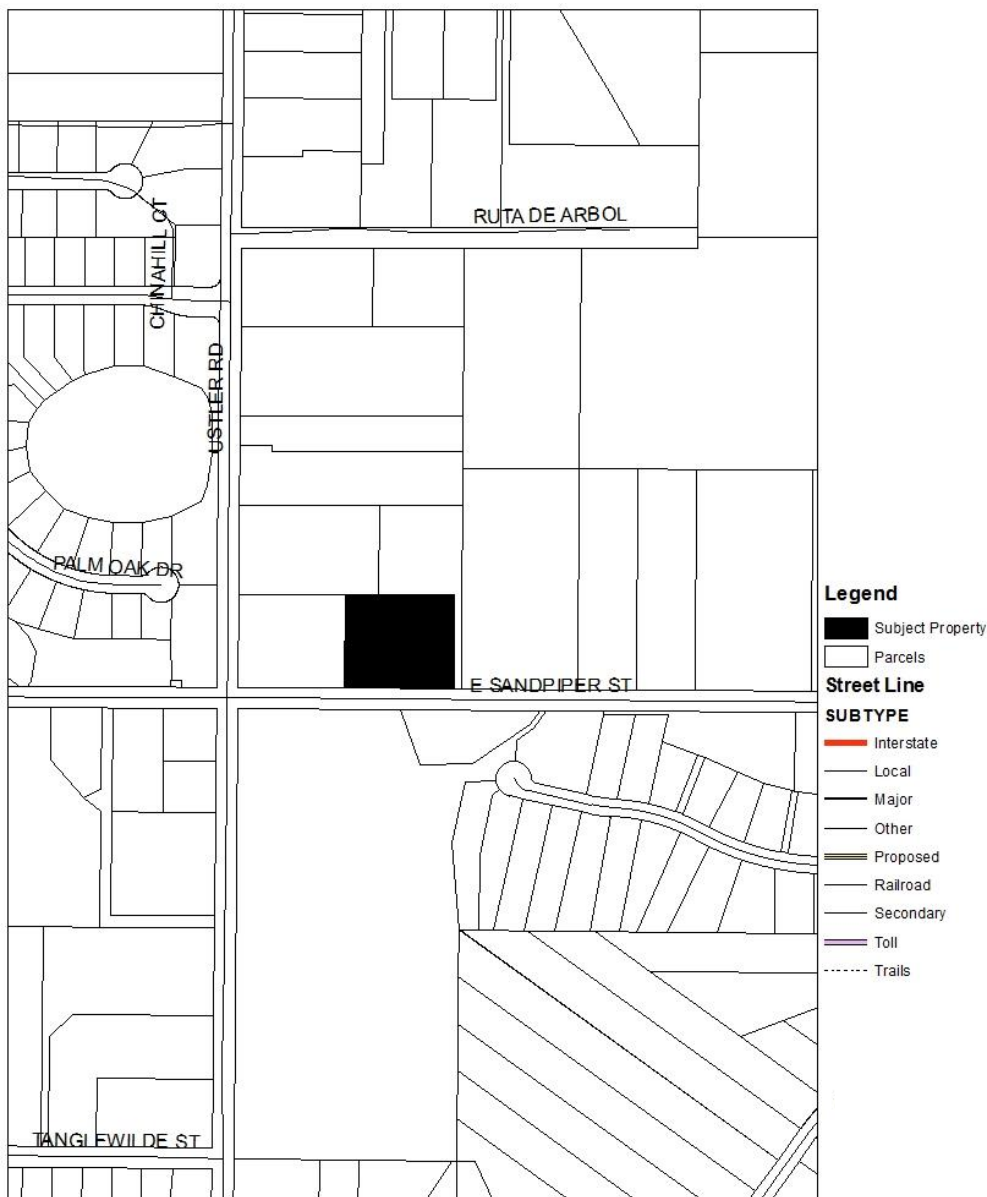 RUTA DE ARBOL
CHINAHILL CT
USTLER RD
PALM OAK DR
E SANDPIPER ST
TANGLEWILDE ST
Legend
Subject Property
Parcels
Street Line
SUBTYPE
Interstate
Local
Major
Other
Proposed
Railroad
Secondary
Toll
Trails